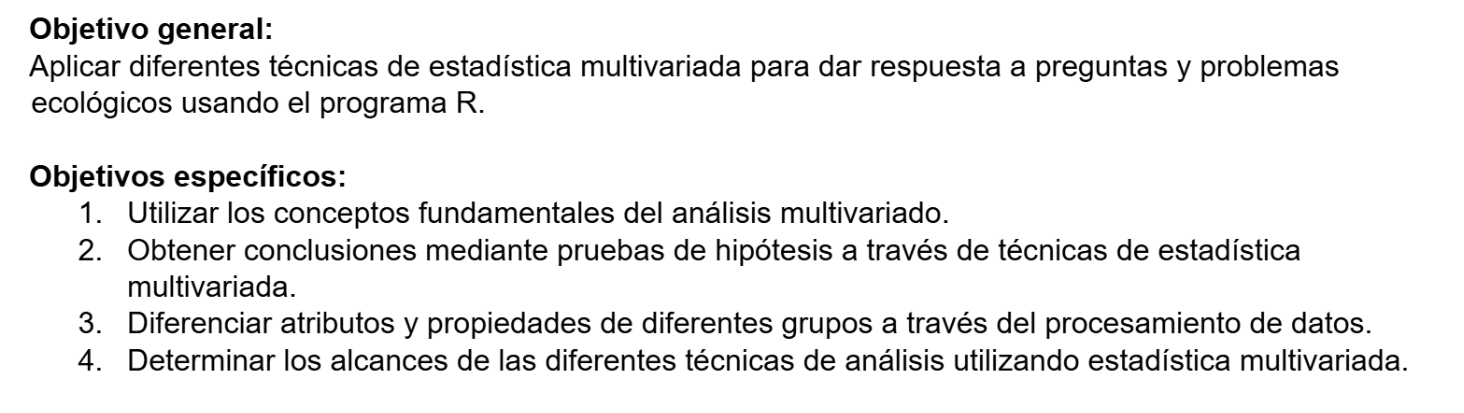 Objetivo general:
Aplicar diferentes técnicas de estadística multivariada para dar respuesta a preguntas y problemas
ecológicos usando el programa R.
Objetivos específicos:
1. Utilizar los conceptos fundamentales del análisis multivariado.
2. Obtener conclusiones mediante pruebas de hipótesis a través de técnicas de estadística
multivariada.
3. Diferenciar atributos y propiedades de diferentes grupos a través del procesamiento de datos.
4. Determinar los alcances de las diferentes técnicas de análisis utilizando estadística multivariada.